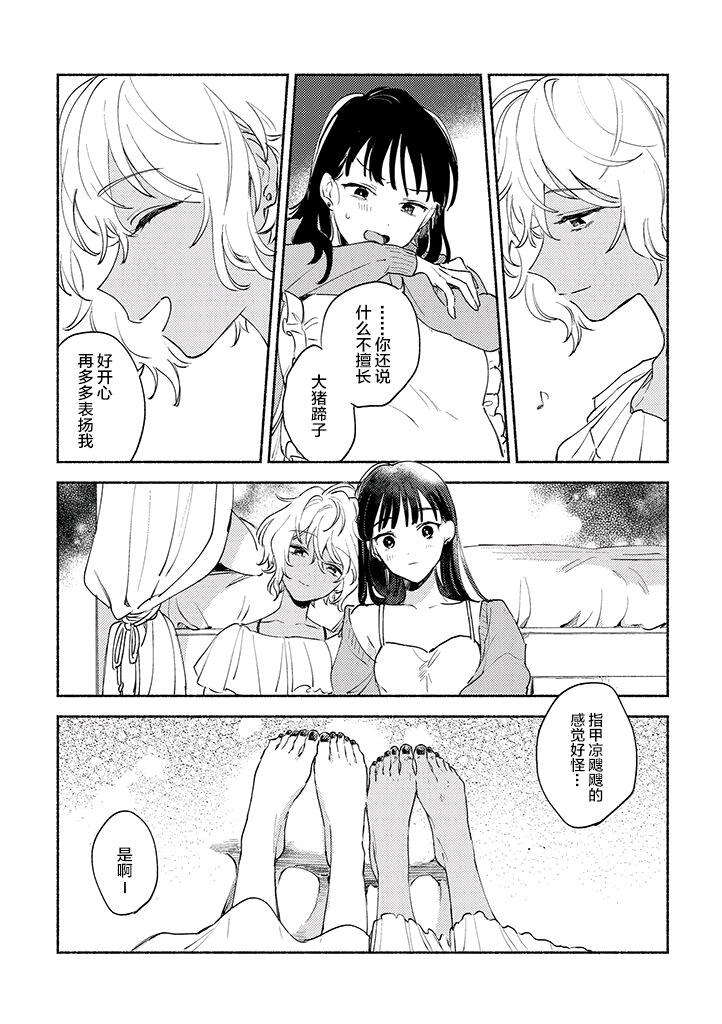 ……你还说
什么不擅长
大猪蹄子
好开心
再多多表扬我
指甲凉飕飕的
感觉好怪…
是啊ー